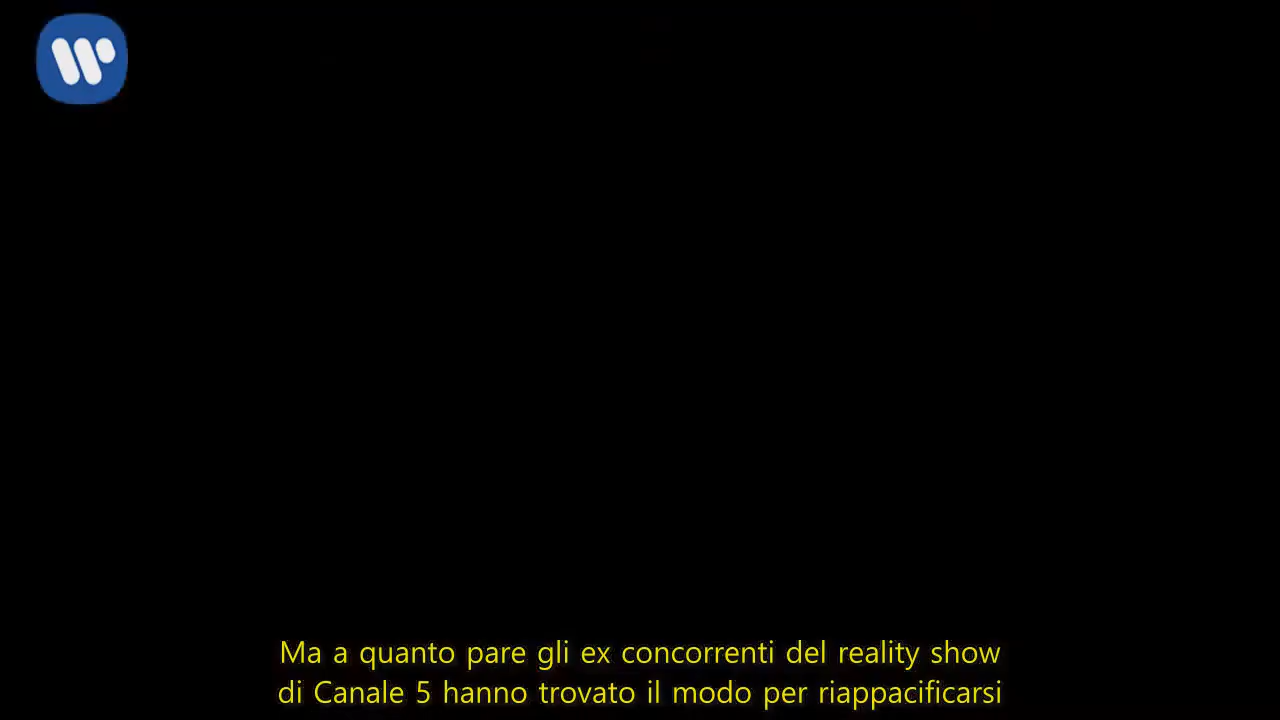 Ma a quanto pare gli ex concorrenti del reality show
di Canale 5 hanno trovato il modo per riappacificarsi